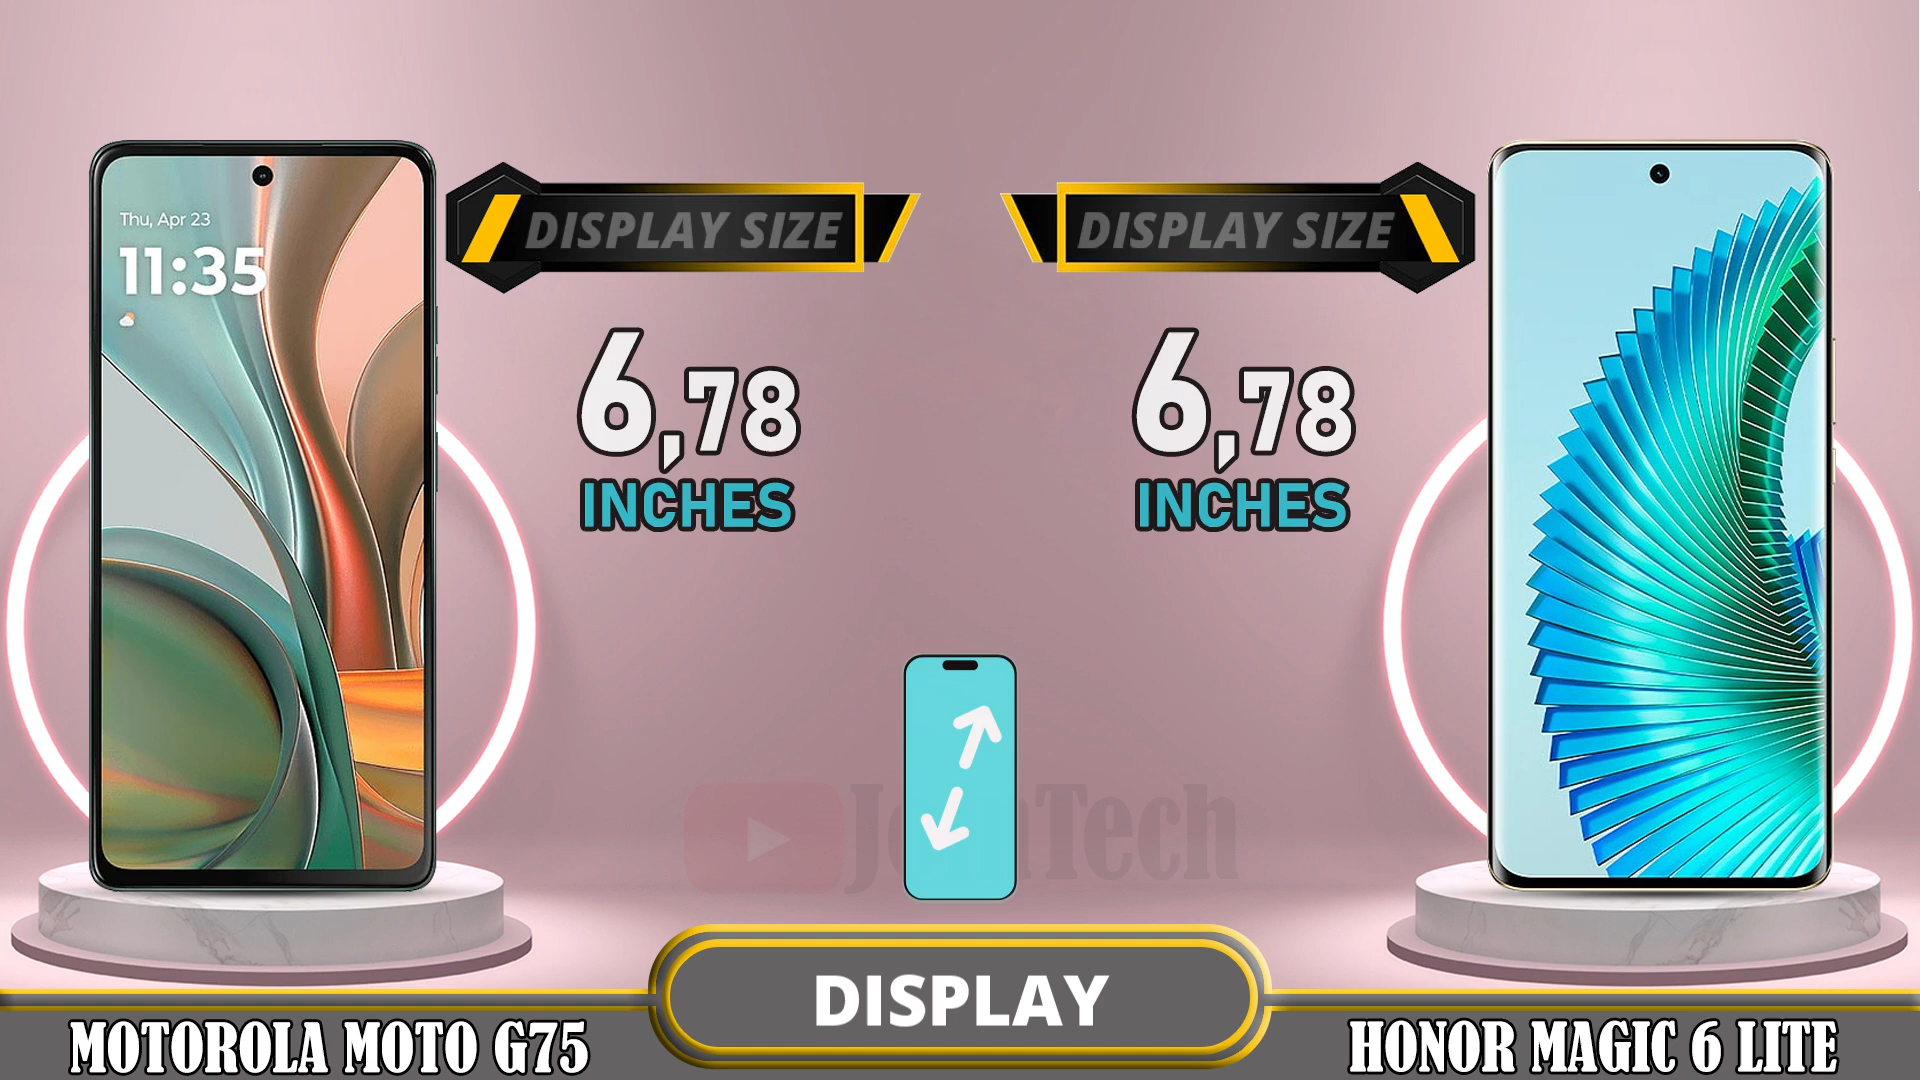 Thu, Apr 23
11:35
DISPLAY SIZE
6,78
INCHES
DISPLAY SIZE
6,78
INCHES
DISPLAY
MOTOROLA MOTO G75
HONOR MAGIC 6 LITE